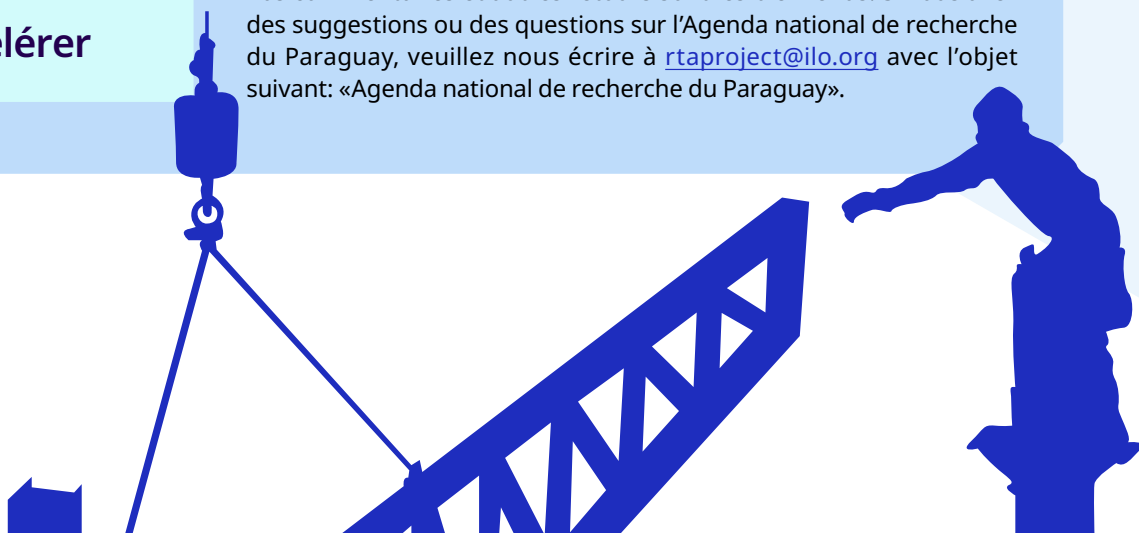 élérer
des suggestions ou des questions sur l’Agenda national de recherche
du Paraguay, veuillez nous écrire à rtaproject@ilo.org avec l’objet
suivant: «Agenda national de recherche du Paraguay».